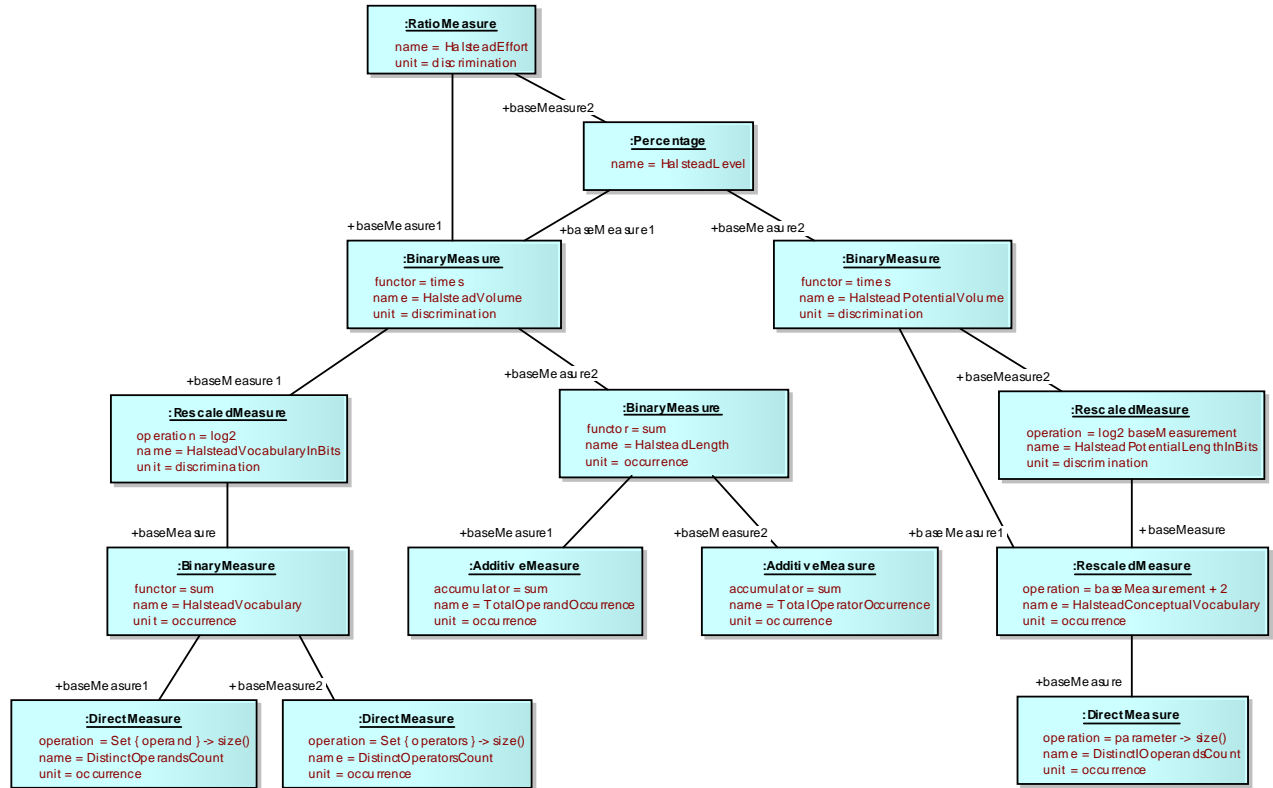 :RatioMeasure
name = HalsteadEffort
unit = discrimination
+baseMeasure2
:Percentage
name = HalsteadLevel
+baseMeasure1
+baseMeasure1
+baseMeasure2
:BinaryMeasure
functor = times
name = HalsteadVolume
unit = discrimination
:BinaryMeasure
functor = times
name = HalsteadPotentialVolume
unit = discrimination
+baseMeasure1
+baseMeasure2
+baseMeasure2
:RescaledMeasure
operation = log2
name = HalsteadVocabularyInBits
unit = discrimination
:BinaryMeasure
functor = sum
name = HalsteadLength
unit = occurrence
:RescaledMeasure
operation = log2 baseMeasurement
name = HalsteadPotentialLengthInBits
unit = discrimination
+baseMeasure
+baseMeasure1
+baseMeasure2
+baseMeasure1
+ baseMeasure
:BinaryMeasure
functor = sum
name = HalsteadVocabulary
unit = occurrence
:AdditiveMeasure
accumulator = sum
name = TotalOperandOccurrence
unit = occurrence
:AdditiveMeasure
accumulator = sum
name = TotalOperatorOccurrence
unit = occurrence
:RescaledMeasure
operation = baseMeasurement + 2
name = HalsteadConceptualVocabulary
unit = occurrence
+baseMeasure1
+baseMeasure2
+baseMeasure
:DirectMeasure
operation = Set { operand } -> size()
name = DistinctOperandsCount
unit = occurrence
:DirectMeasure
operation = Set { operators } -> size()
name = DistinctOperatorsCount
unit = occurrence
:DirectMeasure
operation = parameter -> size()
name = DistinctIOoperandsCount
unit = occurrence